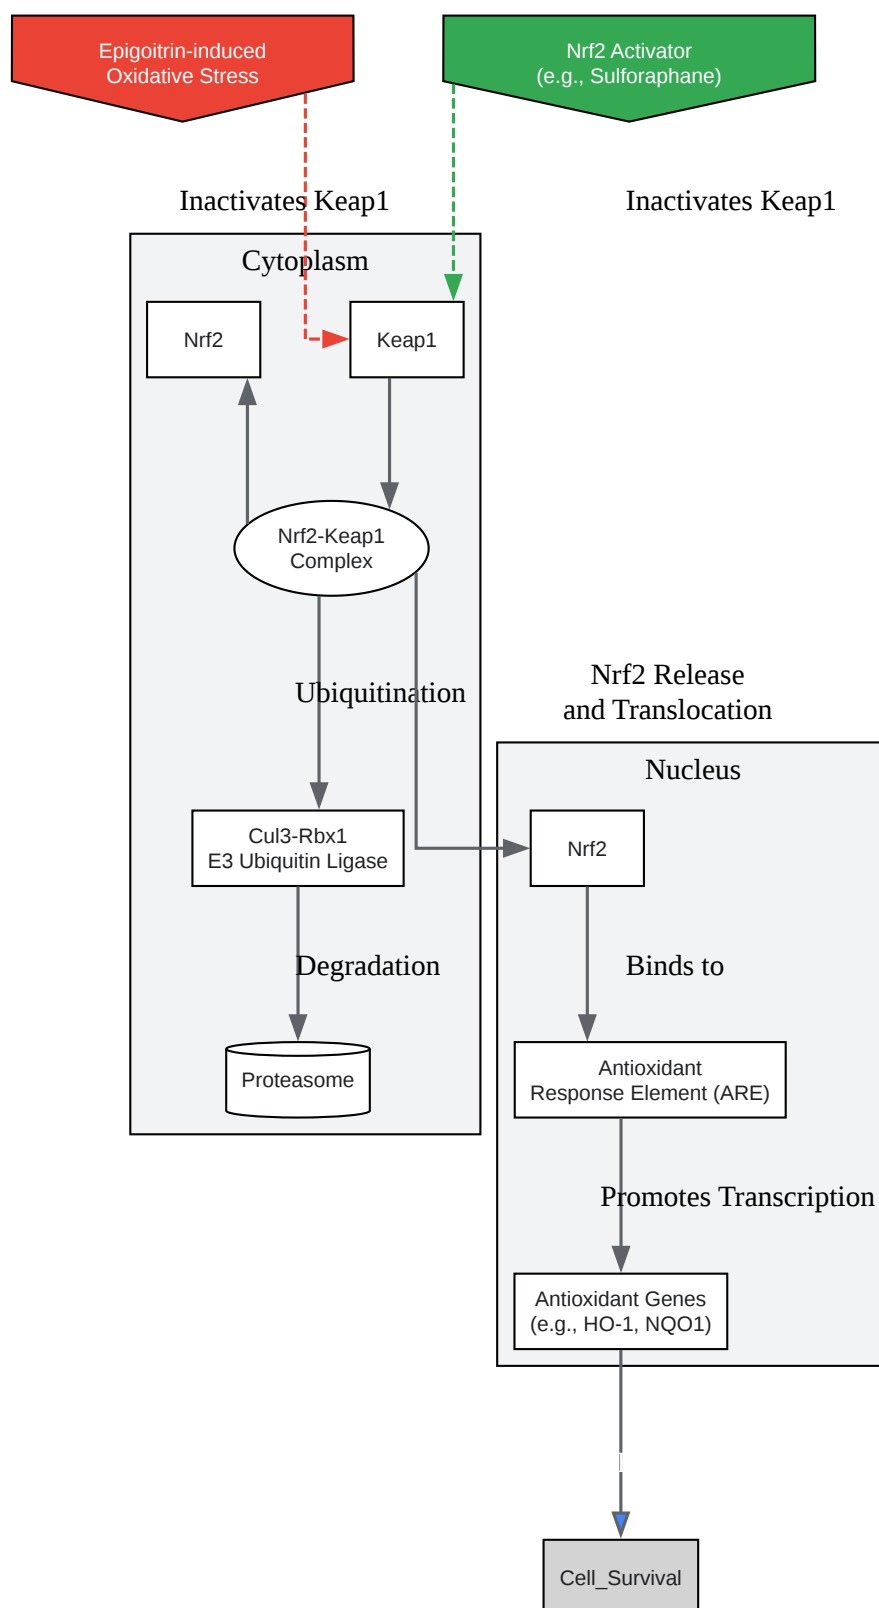 Epigoitrin-induced
Oxidative Stress
Nrf2 Activator
(e.g., Sulforaphane)
Inactivates Keap1
Inactivates Keap1
Cytoplasm
Nrf2
Keap1
Nrf2-Keap1
Complex
Ubiquitination
Nrf2 Release
and Translocation
Nucleus
Cul3-Rbx1
E3 Ubiquitin Ligase
Nrf2
Degradation
Binds to
Proteasome
Antioxidant
Response Element (ARE)
Promotes Transcription
Antioxidant Genes
(e.g., HO-1, NQO1)
Cell_Survival